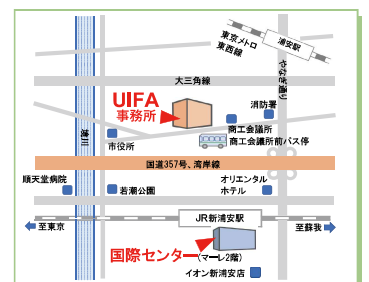 東京メトロ
東西線
浦安駅
やなぎ通り
大三角線
UIFA
事務所
消防署
商工会議所
商工会議所前バス停
市役所
境川
国道357号、湾岸線
順天堂病院
若潮公園
オリエンタル
ホテル
JR新浦安駅
至東京
至蘇我
国際センター
(マーレ2階)
イオン新浦安店